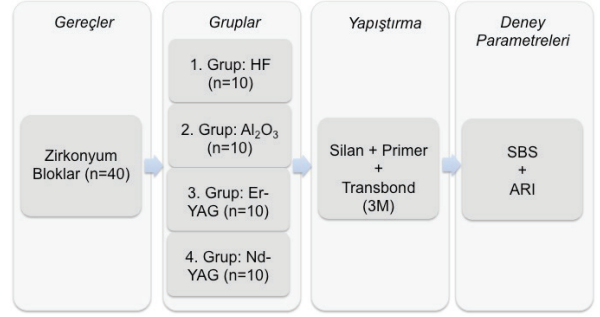 Gereçler
Zirkonyum
Bloklar (n=40)
Gruplar
1. Grup: HF
(n=10)
2. Grup: Al₂O₃
(n=10)
3. Grup: Er-
YAG (n=10)
4. Grup: Nd-
YAG (n=10)
Yapıştırma
Silan + Primer
+
Transbond
(3M)
Deney
Parametreleri
SBS
+
ARI